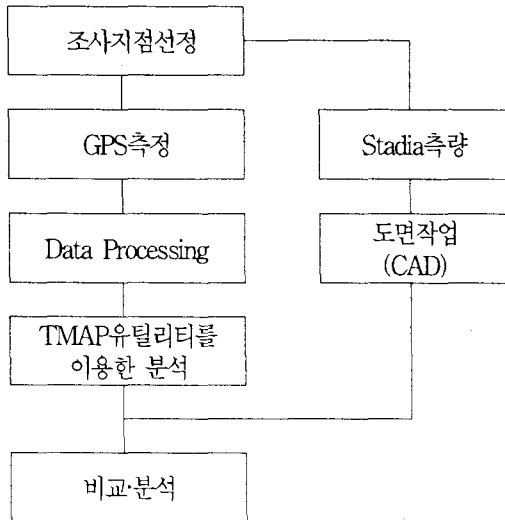 조사지점선정
GPS측정
Stadia측량
Data Processing
도면작업
(CAD)
TMAP유틸리티를
이용한 분석
비교·분석